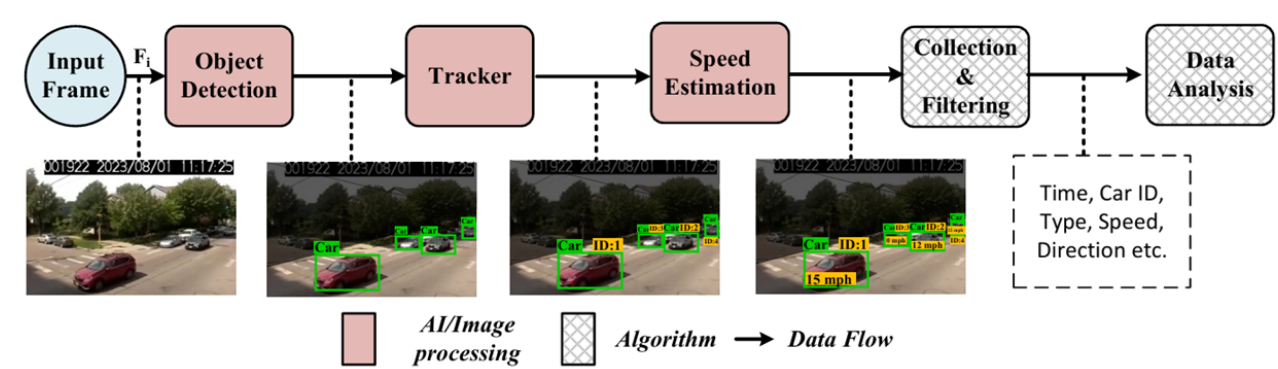 Input
Frame
F_i
Object
Detection
Tracker
Speed
Estimation
Collection
&
Filtering
Data
Analysis
001922 2023/08/01 11:17:25
001922 2023/08/01 11:17:25
Car
Car
Car
Car
001922 2023/08/01 11:17:25
Car ID:1
Car ID:3
Car ID:2
Car
ID:4
001922 2023/08/01 11:17:25
Car ID:1
15 mph
Car ID:3
Car ID:2
12 mph
Car
ID:4
Time, Car ID,
Type, Speed,
Direction etc.
AI/Image
processing
Algorithm
Data Flow